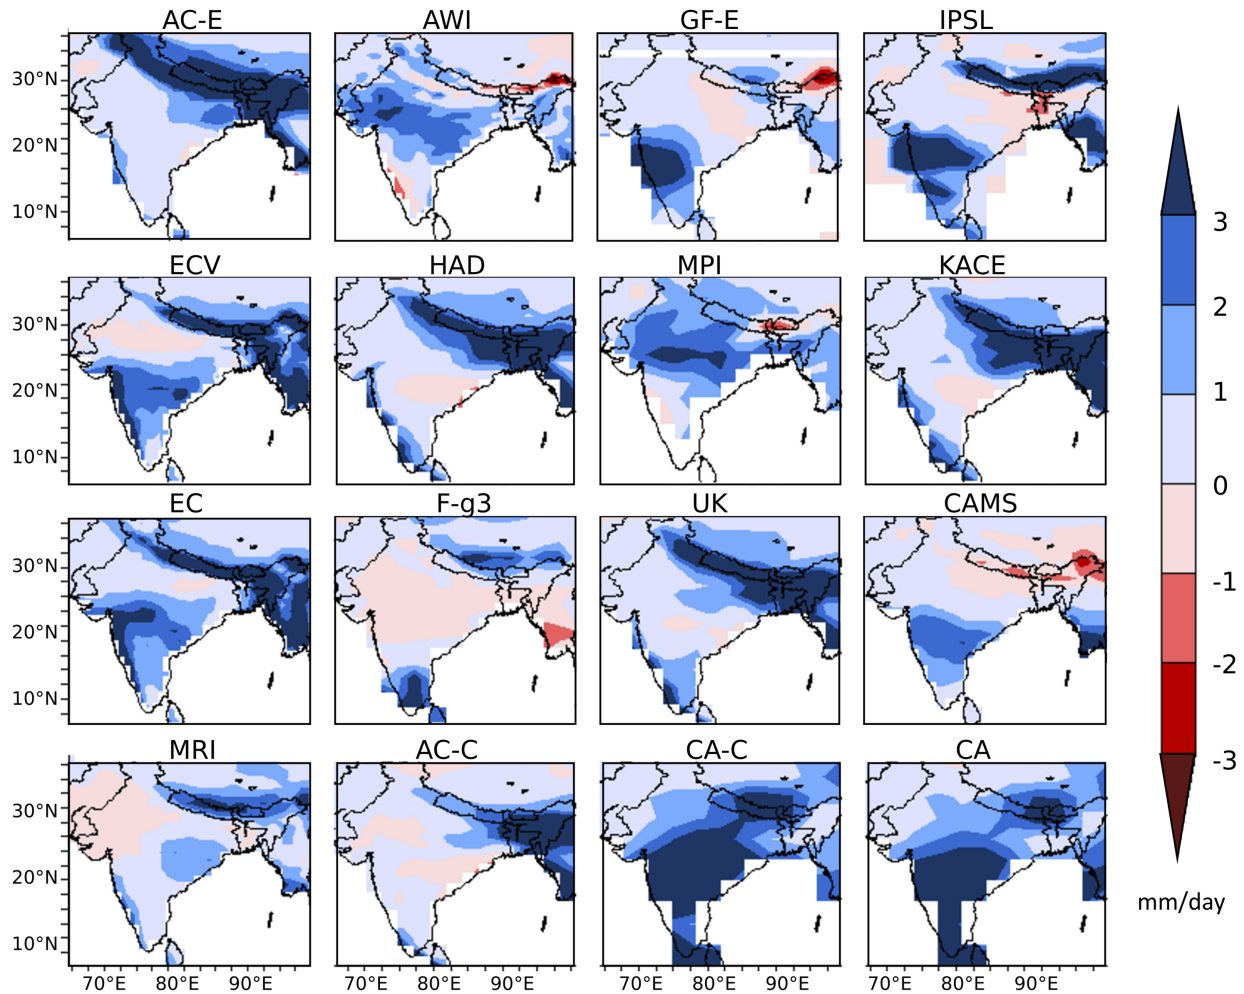 AC-E AWI GF-E IPSL
30°N
20°N
10°N
ECV HAD MPI KACE
30°N
20°N
10°N
EC F-g3 UK CAMS
30°N
20°N
10°N
MRI AC-C CA-C CA
30°N
20°N
10°N
70°E 80°E 90°E 70°E 80°E 90°E 70°E 80°E 90°E 70°E 80°E 90°E
3
2
1
0
-1
-2
-3
mm/day